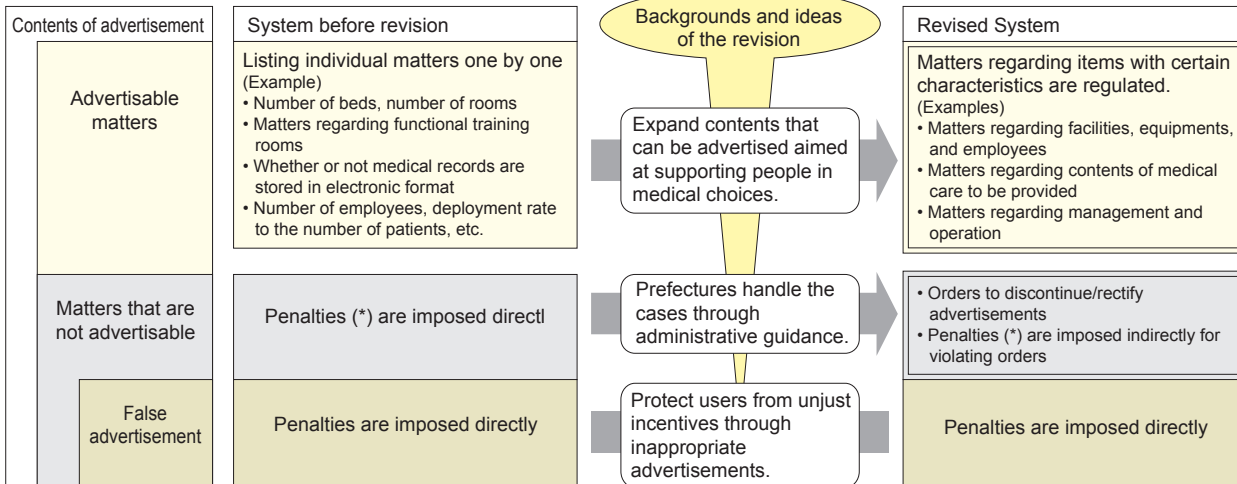 Contents of advertisement
System before revision
Backgrounds and ideas
of the revision
Revised System
Advertisable
matters
Listing individual matters one by one
(Example)
• Number of beds, number of rooms
• Matters regarding functional training
rooms
• Whether or not medical records are
stored in electronic format
• Number of employees, deployment rate
to the number of patients, etc.
Expand contents that
can be advertised aimed
at supporting people in
medical choices.
Matters regarding items with certain
characteristics are regulated.
(Examples)
• Matters regarding facilities, equipments,
and employees
• Matters regarding contents of medical
care to be provided
• Matters regarding management and
operation
Matters that are
not advertisable
Penalties (*) are imposed directl
Prefectures handle the
cases through
administrative guidance.
• Orders to discontinue/rectify
advertisements
• Penalties (*) are imposed indirectly for
violating orders
False
advertisement
Penalties are imposed directly
Protect users from unjust
incentives through
inappropriate
advertisements.
Penalties are imposed directly